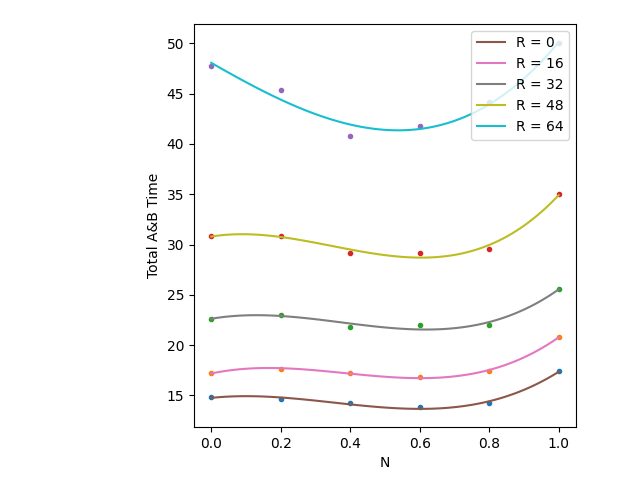 R = 0
R = 16
R = 32
R = 48
R = 64
Total A&B Time
50
45
40
35
30
25
20
15
0.0 0.2 0.4 0.6 0.8 1.0
N